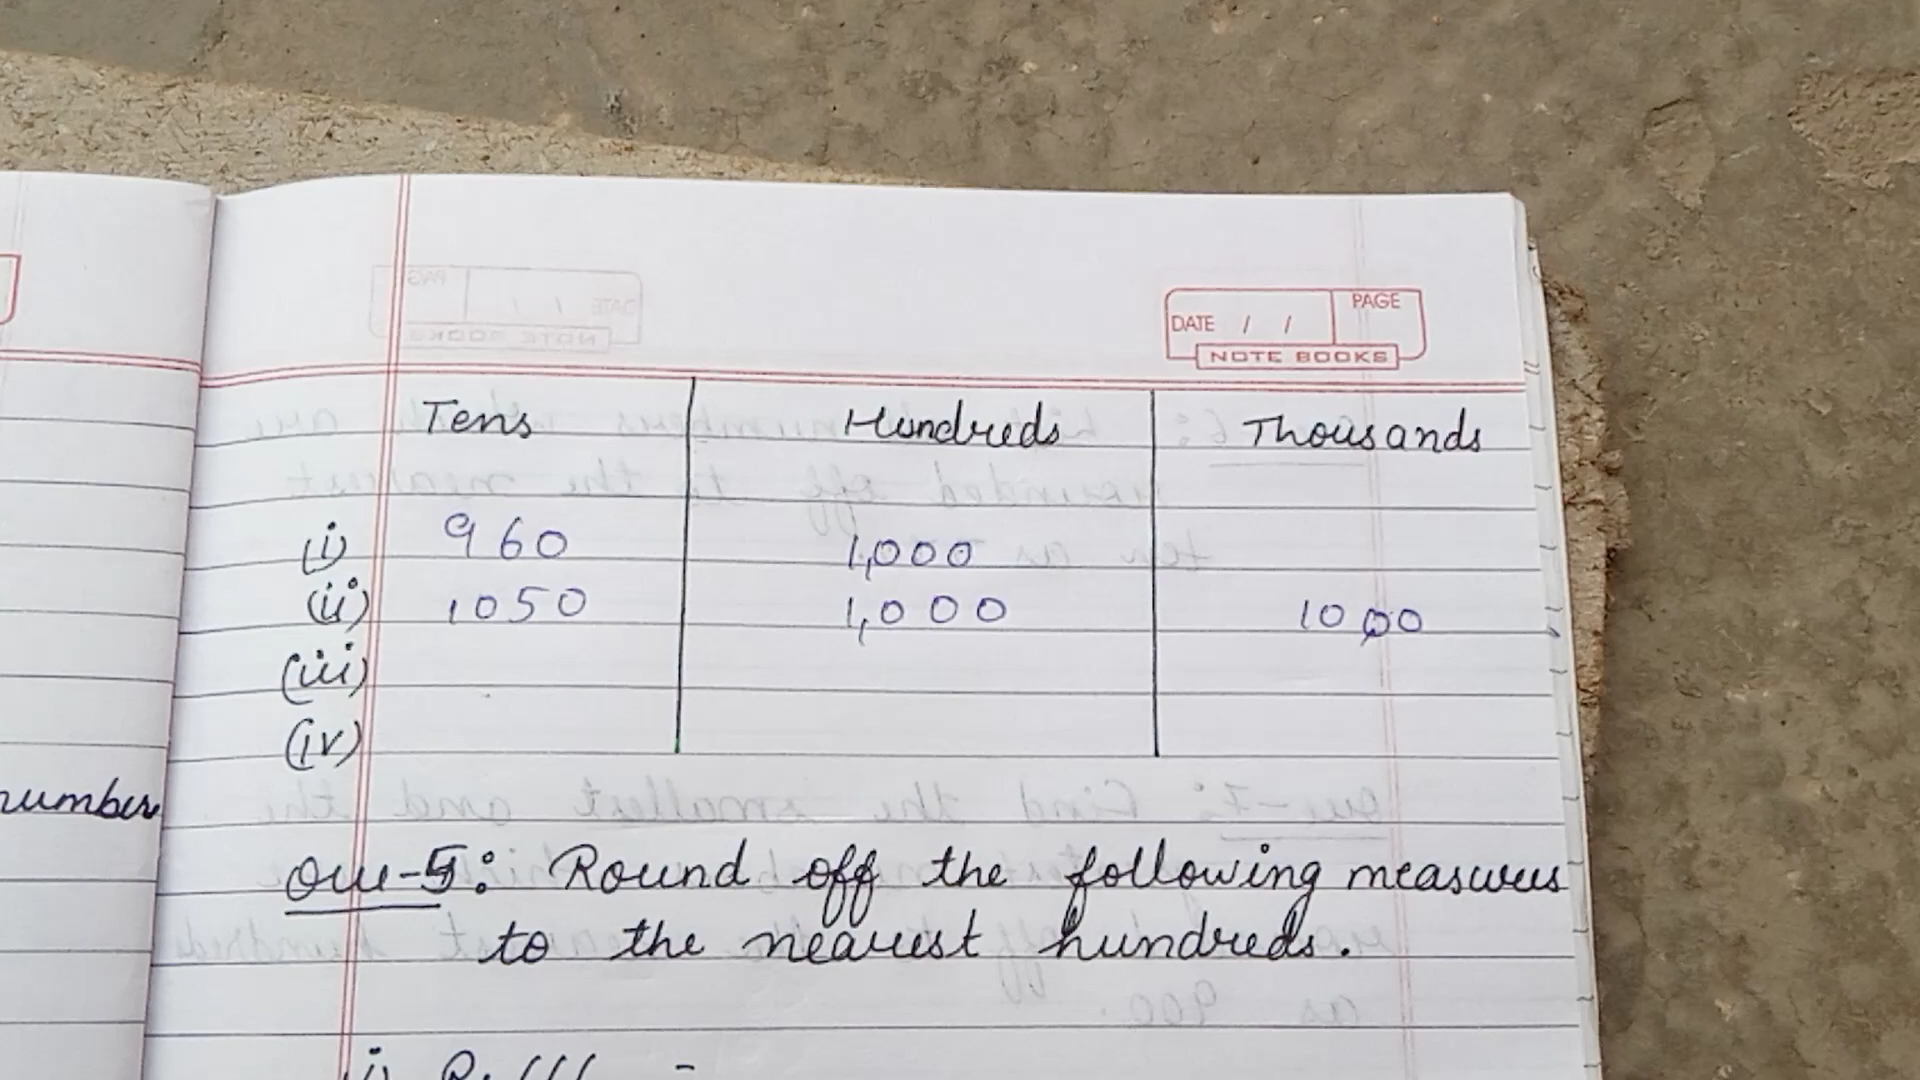 DATE / / PAGE
NOTE BOOKS
Tens Hundreds Thousands
(i) 960 1,000
(ii) 1050 1,000 1000
(iii)
(iv)
number
Que-5: Round off the following measures
to the nearest hundreds.